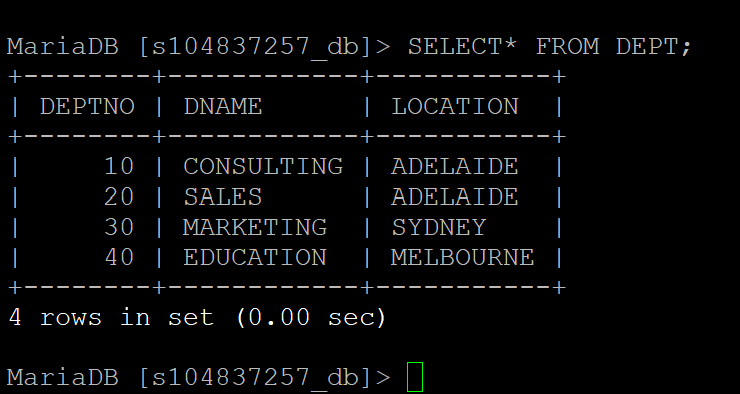 MariaDB [s104837257_db]> SELECT* FROM DEPT;
+--------+------------+-----------+
| DEPTNO | DNAME      | LOCATION  |
+--------+------------+-----------+
|     10 | CONSULTING | ADELAIDE  |
|     20 | SALES      | ADELAIDE  |
|     30 | MARKETING  | SYDNEY    |
|     40 | EDUCATION  | MELBOURNE |
+--------+------------+-----------+
4 rows in set (0.00 sec)
MariaDB [s104837257_db]>